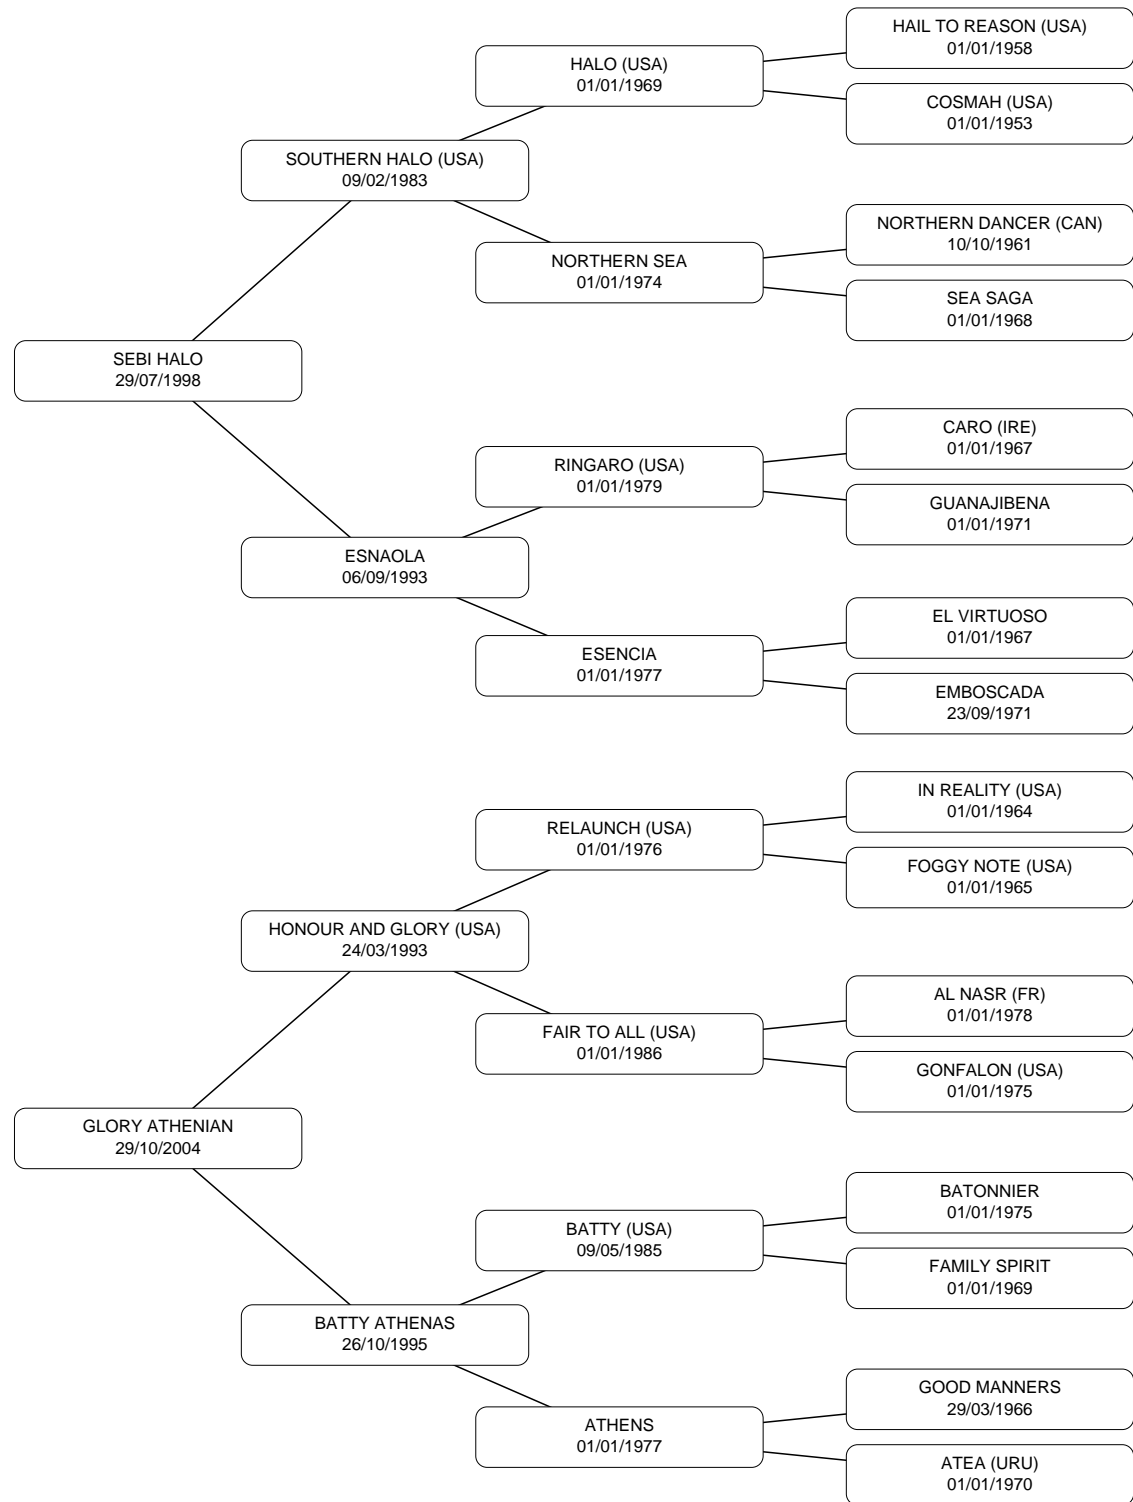 HAIL TO REASON (USA)
01/01/1958
HALO (USA)
01/01/1969
COSMAH (USA)
01/01/1953
SOUTHERN HALO (USA)
09/02/1983
NORTHERN DANCER (CAN)
10/10/1961
NORTHERN SEA
01/01/1974
SEA SAGA
01/01/1968
SEBI HALO
29/07/1998
CARO (IRE)
01/01/1967
RINGARO (USA)
01/01/1979
GUANAJIBENA
01/01/1971
ESNAOLA
06/09/1993
EL VIRTUOSO
01/01/1967
ESENCIA
01/01/1977
EMBOSCADA
23/09/1971
IN REALITY (USA)
01/01/1964
RELAUNCH (USA)
01/01/1976
FOGGY NOTE (USA)
01/01/1965
HONOUR AND GLORY (USA)
24/03/1993
AL NASR (FR)
01/01/1978
FAIR TO ALL (USA)
01/01/1986
GONFALON (USA)
01/01/1975
GLORY ATHENIAN
29/10/2004
BATONNIER
01/01/1975
BATTY (USA)
09/05/1985
FAMILY SPIRIT
01/01/1969
BATTY ATHENAS
26/10/1995
GOOD MANNERS
29/03/1966
ATHENS
01/01/1977
ATEA (URU)
01/01/1970